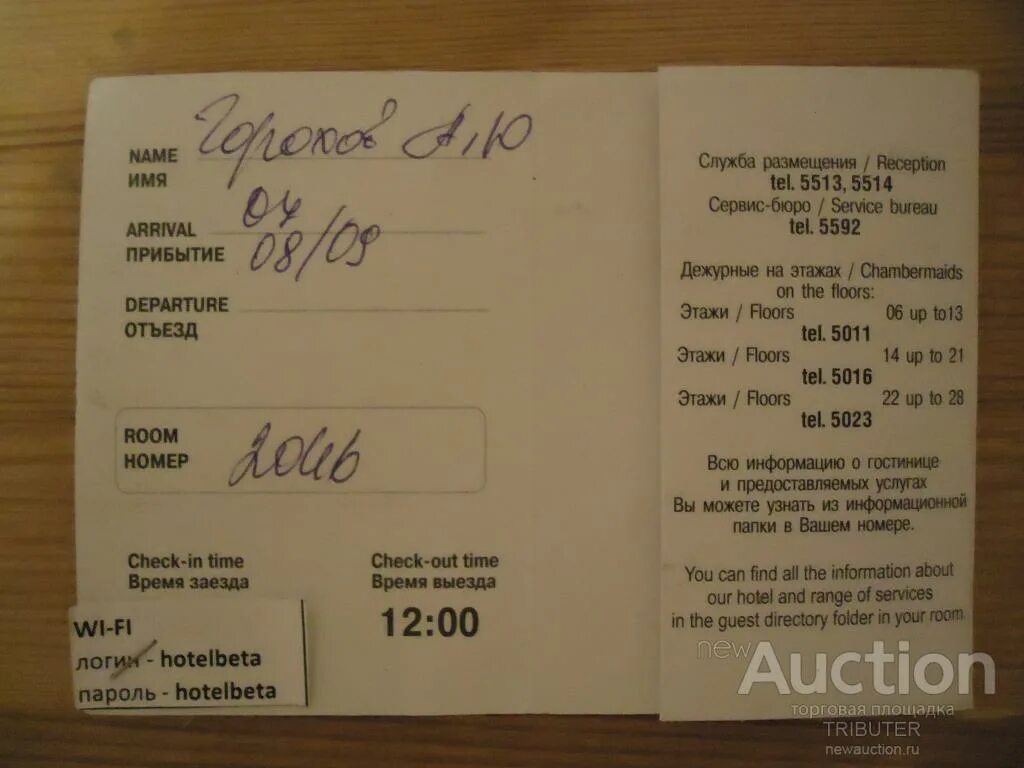 NAME Горохов А.Ю
ИМЯ
07
ARRIVAL
ПРИБЫТИЕ 08/09
DEPARTURE
ОТЪЕЗД
ROOM
НОМЕР
Check-in time
Время заезда
Check-out time
Время выезда
12:00
WI-FI
логин - hotelbeta
пароль - hotelbeta
Служба размещения / Reception
tel. 5513, 5514
Сервис-бюро / Service bureau
tel. 5592
Дежурные на этажах / Chambermaids
on the floors:
Этажи / Floors 06 up to13
tel. 5011
Этажи / Floors 14 up to 21
tel. 5016
Этажи / Floors 22 up to 28
tel. 5023
Всю информацию о гостинице
и предоставляемых услугах
Вы можете узнать из информационной
папки в Вашем номере.
You can find all the information about
our hotel and range of services
in the guest directory folder in your room.
newAuction
торговая площадка
TRIBUTER
newauction.ru